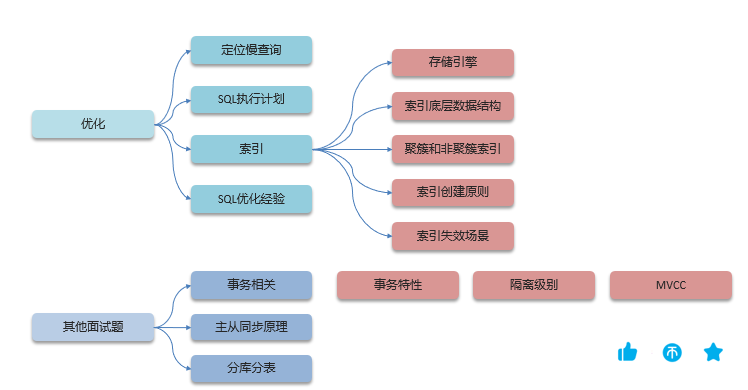 优化
定位慢查询
SQL执行计划
索引
SQL优化经验
存储引擎
索引底层数据结构
聚簇和非聚簇索引
索引创建原则
索引失效场景
其他面试题
事务相关
主从同步原理
分库分表
事务特性
隔离级别
MVCC